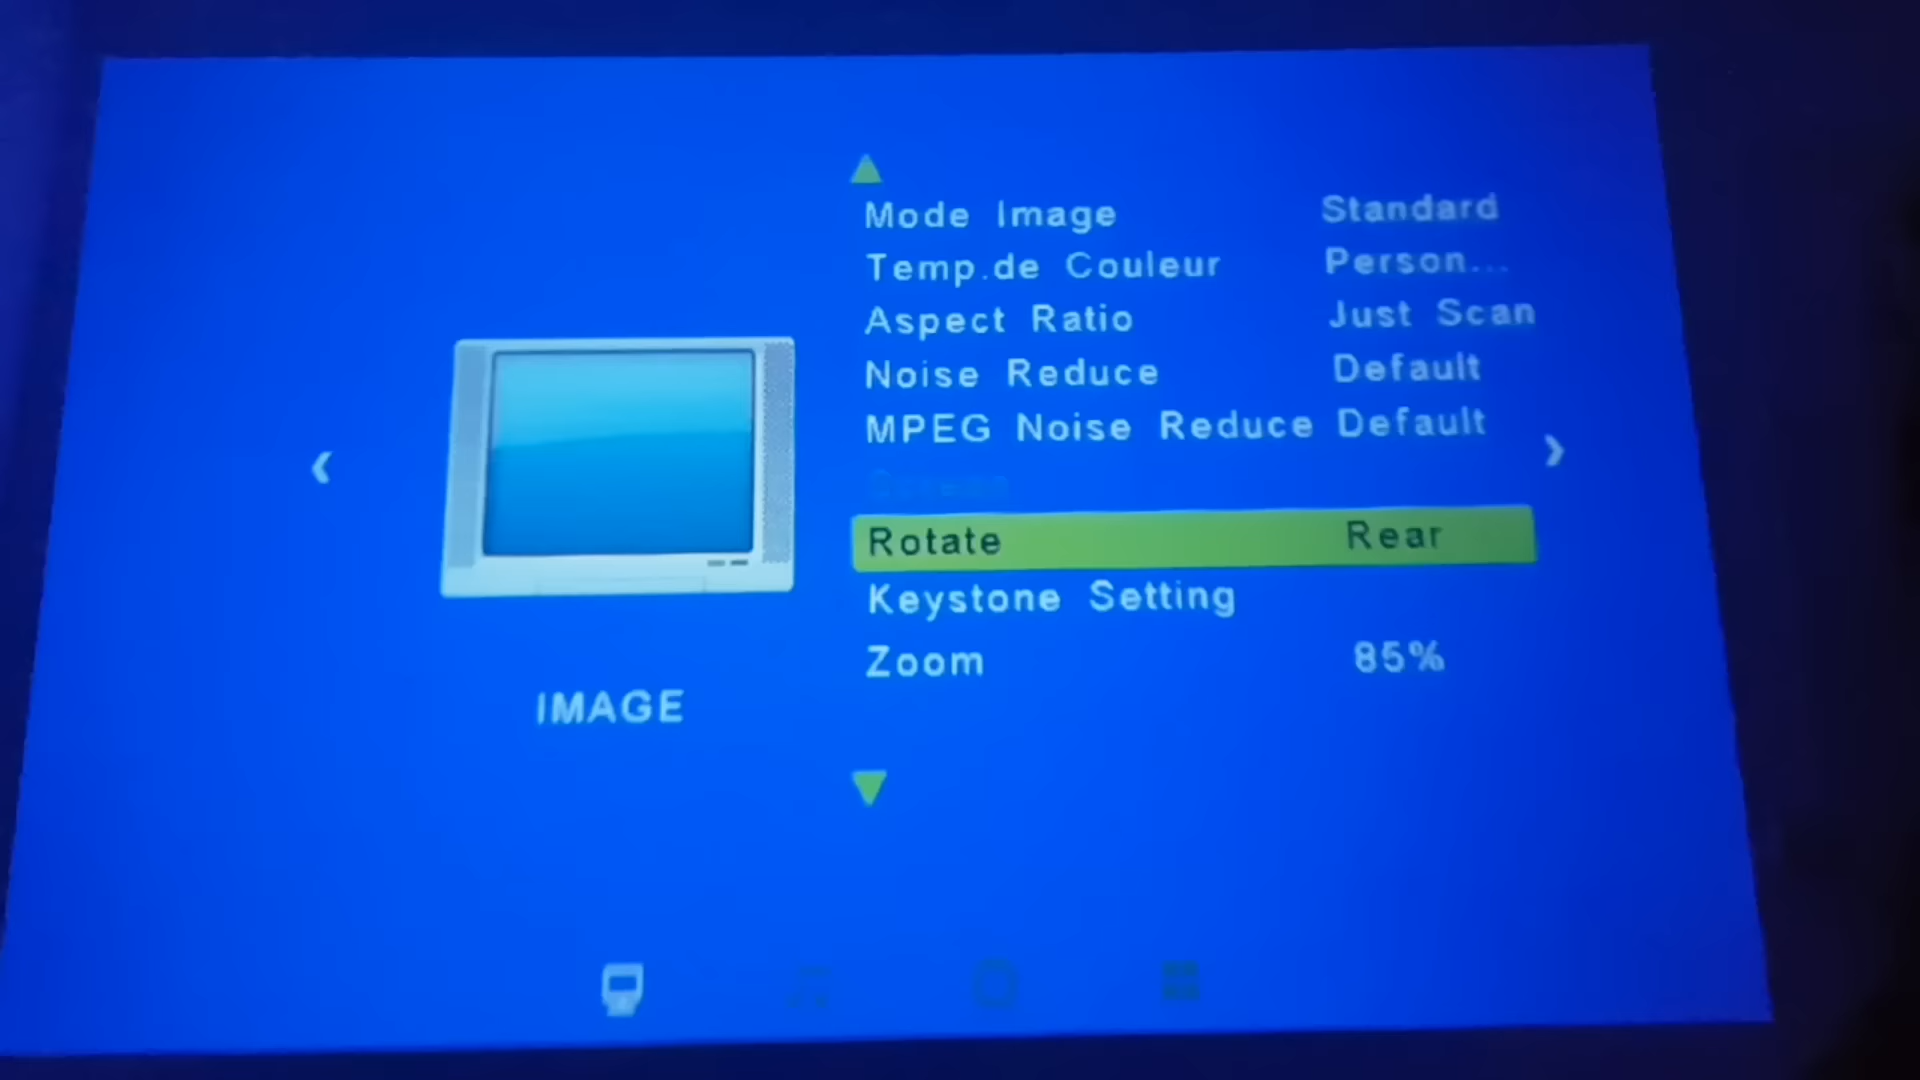 Mode Image Standard
Temp.de Couleur Person...
Aspect Ratio Just Scan
Noise Reduce Default
MPEG Noise Reduce Default
Screen
Rotate Rear
Keystone Setting
Zoom 85%
IMAGE